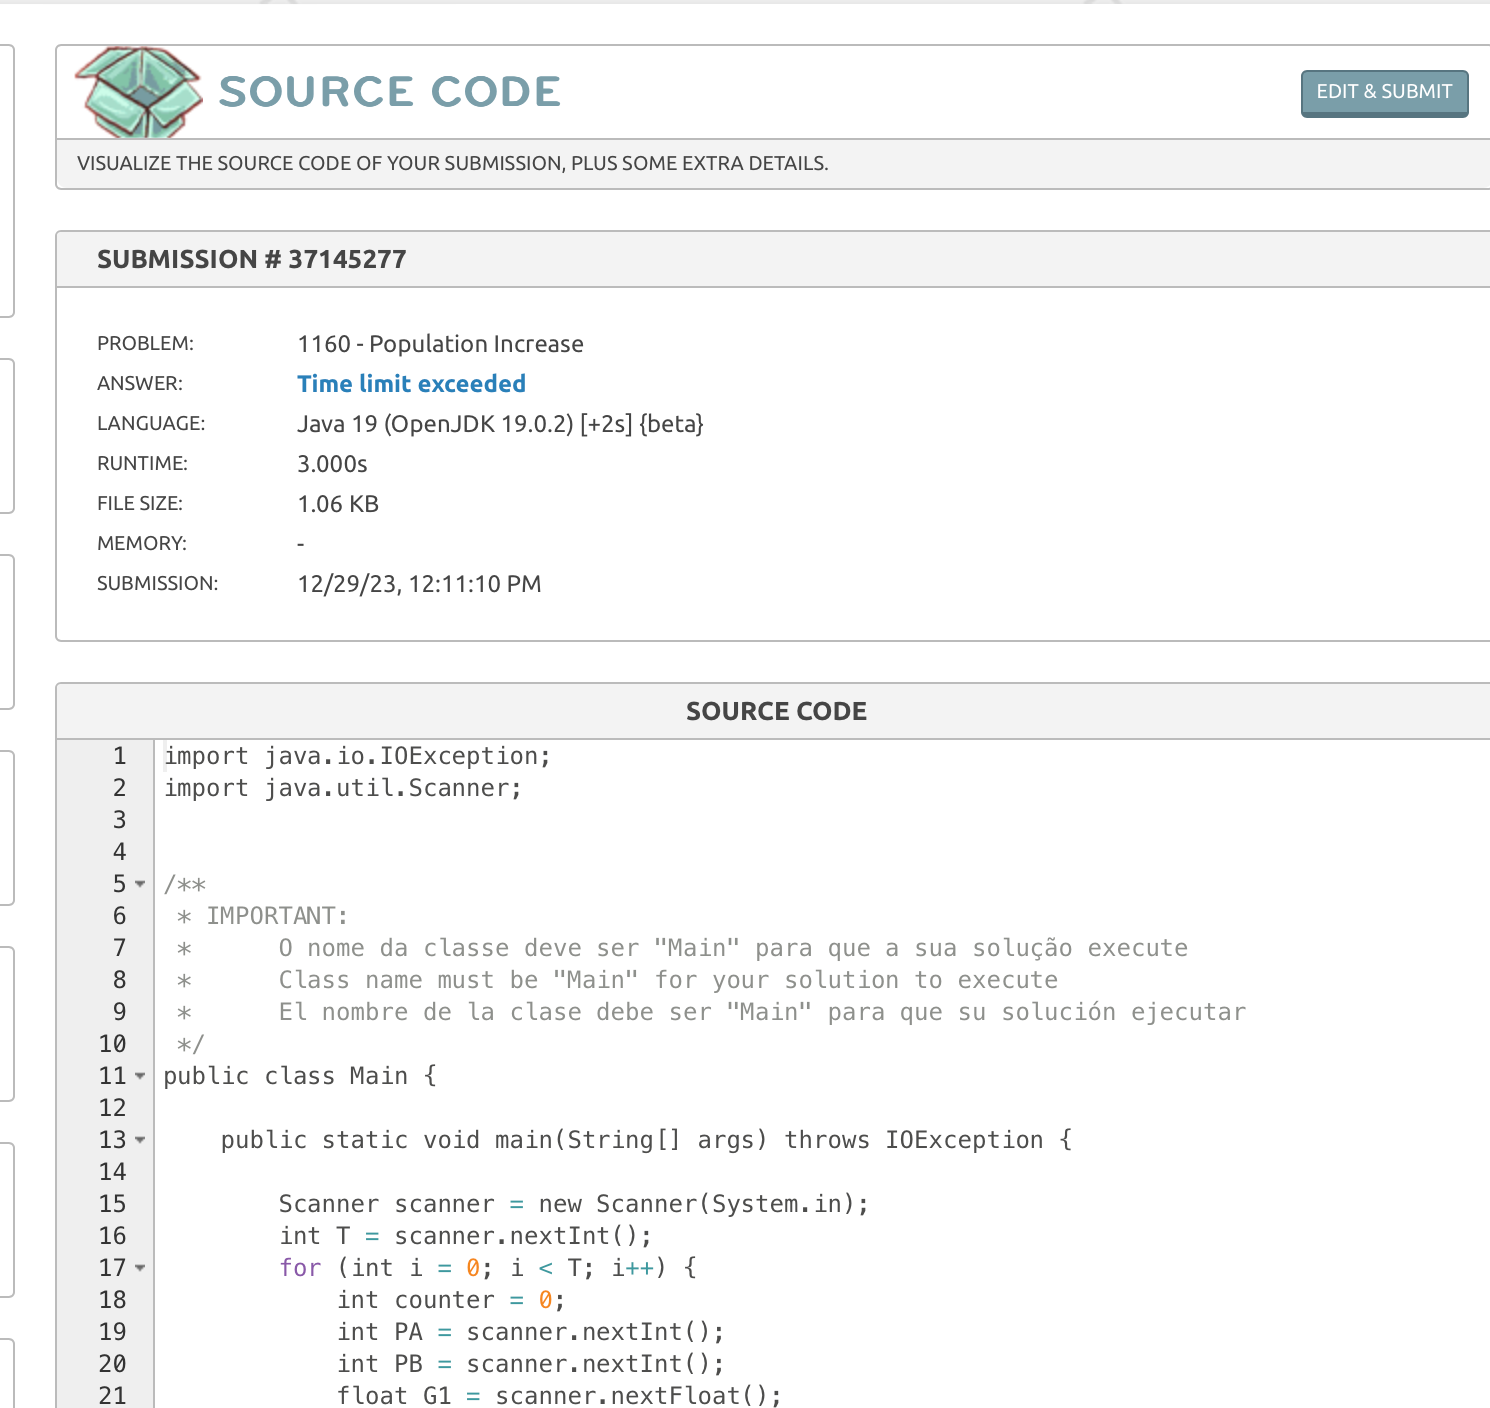 SOURCE CODE
EDIT & SUBMIT
VISUALIZE THE SOURCE CODE OF YOUR SUBMISSION, PLUS SOME EXTRA DETAILS.
SUBMISSION # 37145277
PROBLEM: 1160 - Population Increase
ANSWER: Time limit exceeded
LANGUAGE: Java 19 (OpenJDK 19.0.2) [+2s] {beta}
RUNTIME: 3.000s
FILE SIZE: 1.06 KB
MEMORY: -
SUBMISSION: 12/29/23, 12:11:10 PM
SOURCE CODE
1 import java.io.IOException;
2 import java.util.Scanner;
3
4
5 /**
6  * IMPORTANT:
7  *      O nome da classe deve ser "Main" para que a sua solução execute
8  *      Class name must be "Main" for your solution to execute
9  *      El nombre de la clase debe ser "Main" para que su solución ejecutar
10  */
11 public class Main {
12
13     public static void main(String[] args) throws IOException {
14
15         Scanner scanner = new Scanner(System.in);
16         int T = scanner.nextInt();
17         for (int i = 0; i < T; i++) {
18             int counter = 0;
19             int PA = scanner.nextInt();
20             int PB = scanner.nextInt();
21             float G1 = scanner.nextFloat();